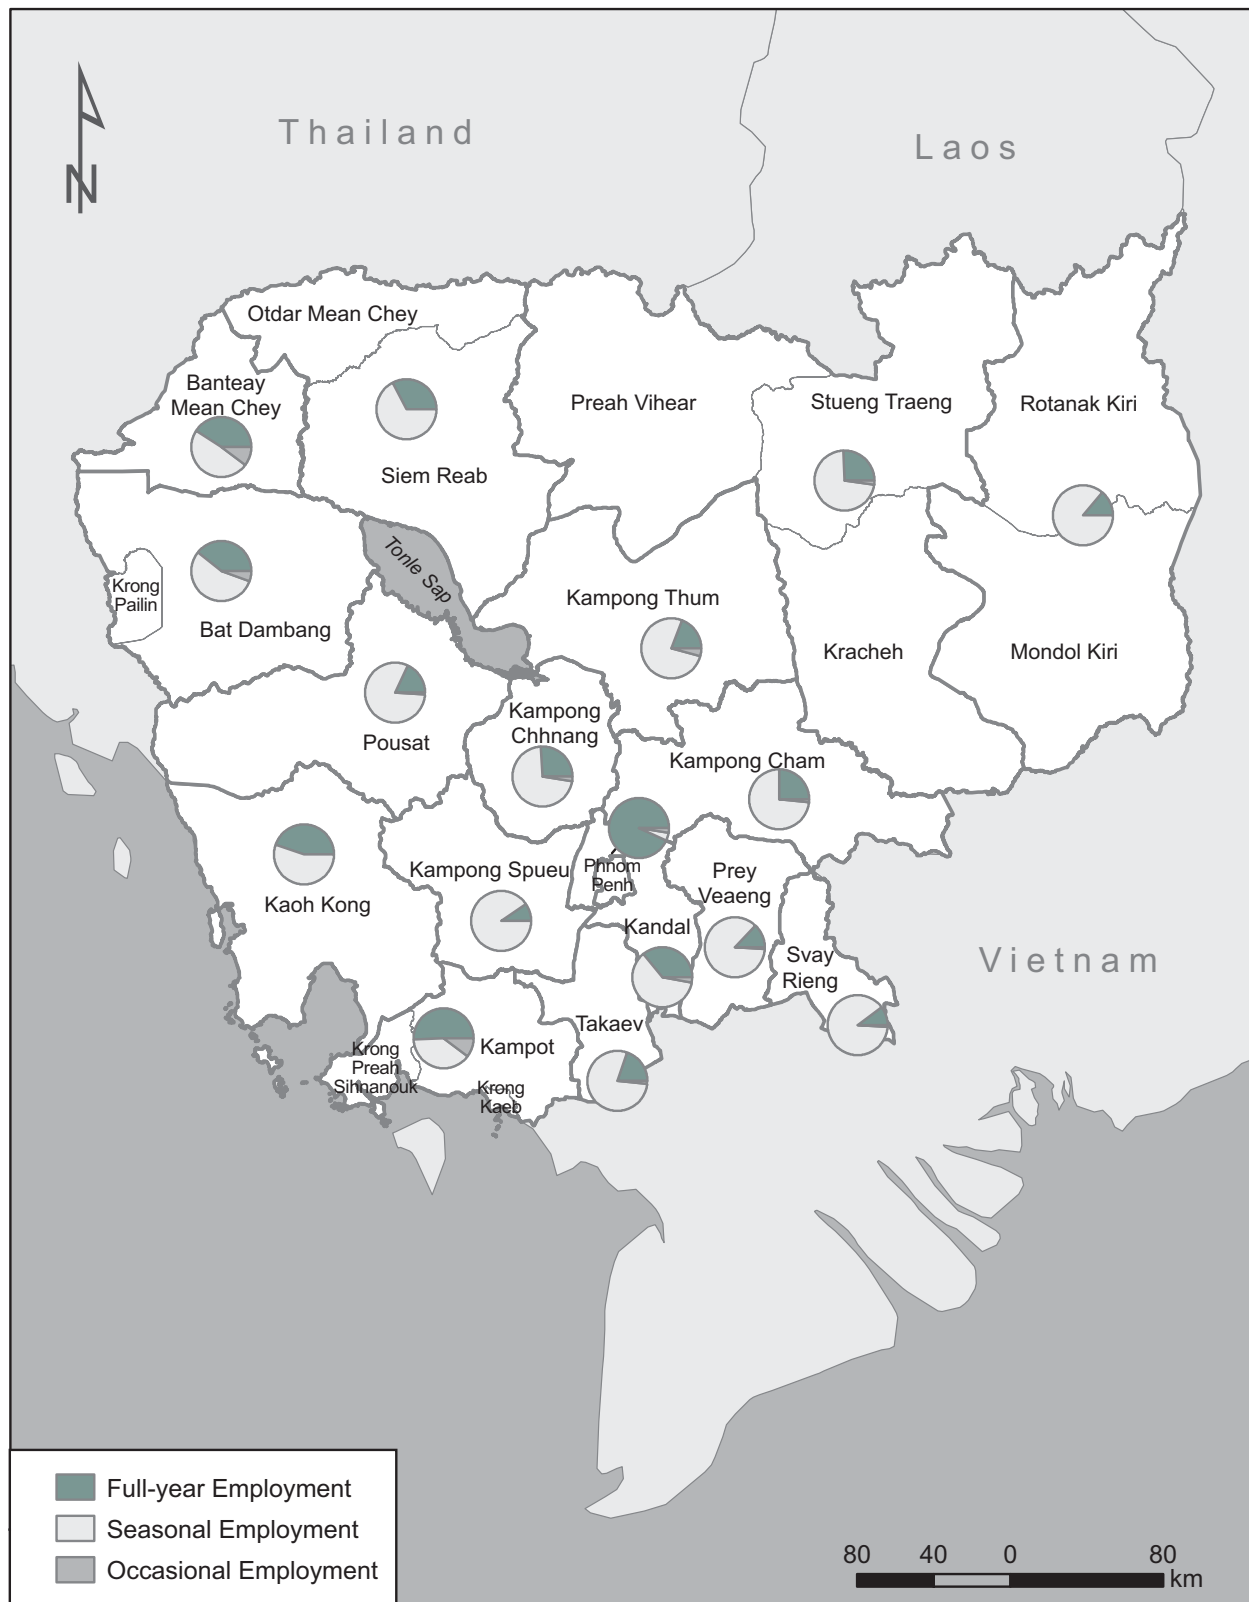 Thailand
Laos
N
Otdar Mean Chey
Banteay
Mean Chey
Siem Reab
Preah Vihear
Stueng Traeng
Rotanak Kiri
Tonle Sap
Krong
Pailin
Bat Dambang
Kampong Thum
Kracheh
Mondol Kiri
Pousat
Kampong
Chhnang
Kampong Cham
Kaoh Kong
Kampong Spueu
Phnom
Penh
Prey
Veaeng
Kandal
Svay
Rieng
Vietnam
Takaev
Kampot
Krong
Preah
Sihnanouk
Krong
Kaeb
Full-year Employment
Seasonal Employment
Occasional Employment
80 40 0 80
km